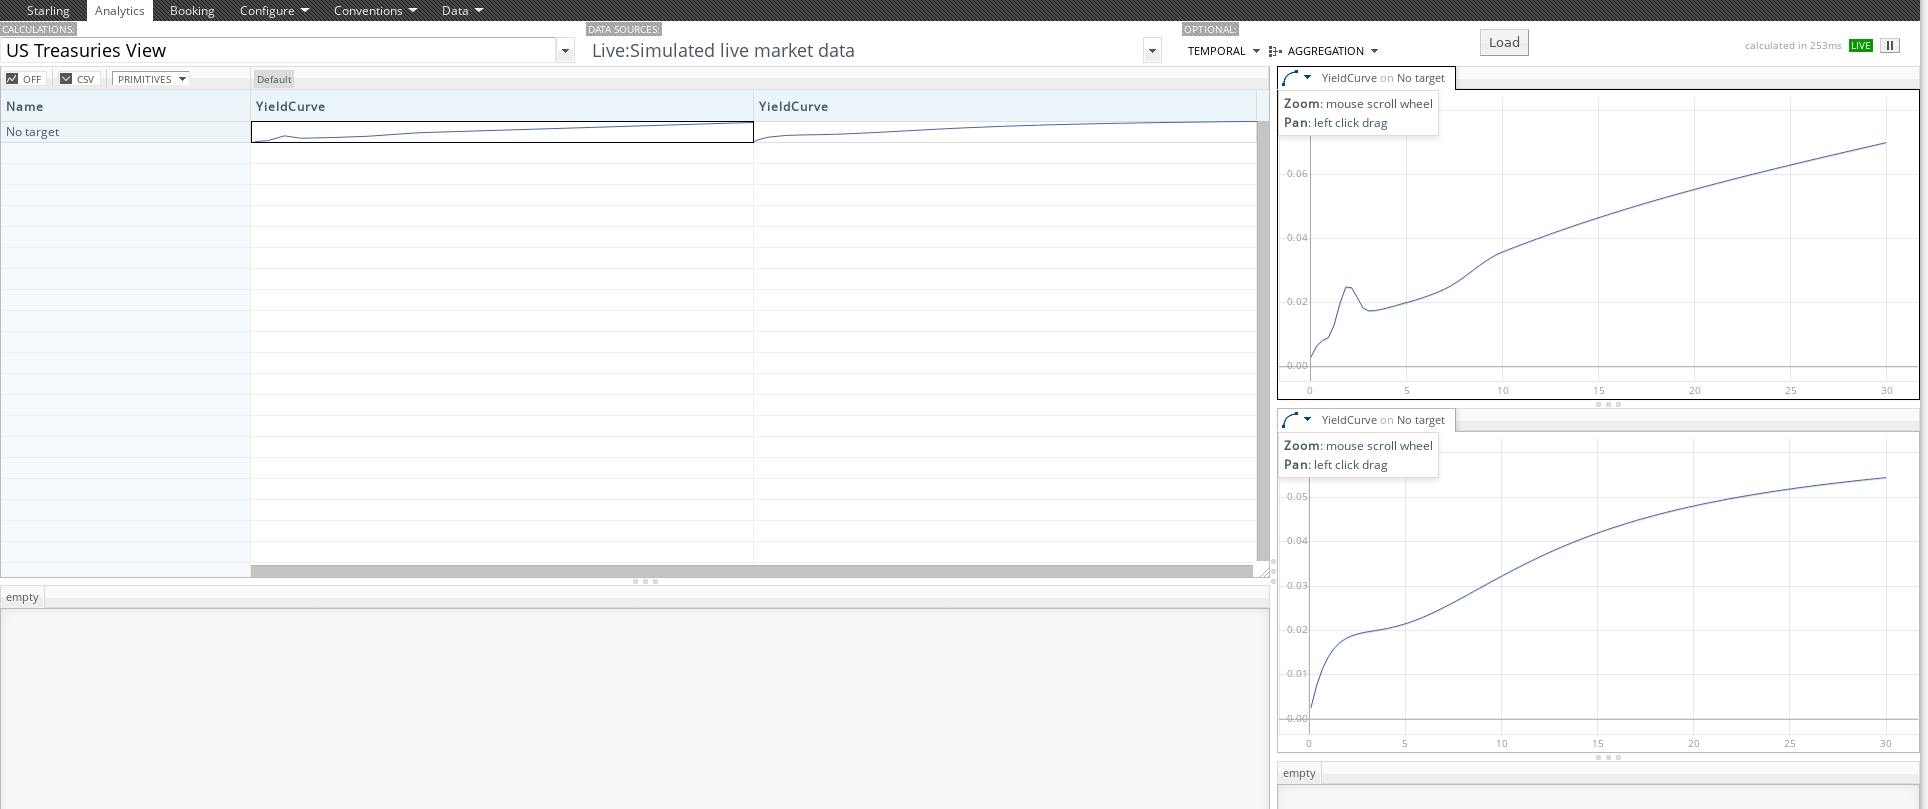 Starling Analytics Booking Configure Conventions Data
CALCULATIONS: DATA SOURCES: OPTIONAL:
US Treasuries View Live:Simulated live market data TEMPORAL AGGREGATION Load calculated in 253ms LIVE
OFF CSV PRIMITIVES Default
Name YieldCurve YieldCurve
No target
empty
YieldCurve on No target
Zoom: mouse scroll wheel
Pan: left click drag
0.06
0.04
0.02
0.00
0 5 10 15 20 25 30
YieldCurve on No target
Zoom: mouse scroll wheel
Pan: left click drag
0.05
0.04
0.03
0.02
0.01
0.00
0 5 10 15 20 25 30
empty